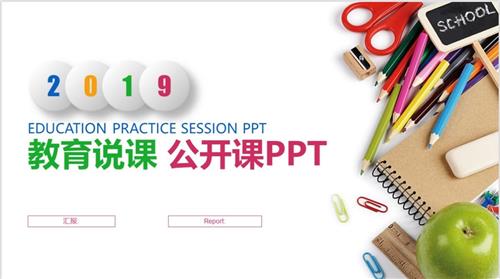 2019
SCHOOL
EDUCATION PRACTICE SESSION PPT
教育说课 公开课PPT
汇报 Report